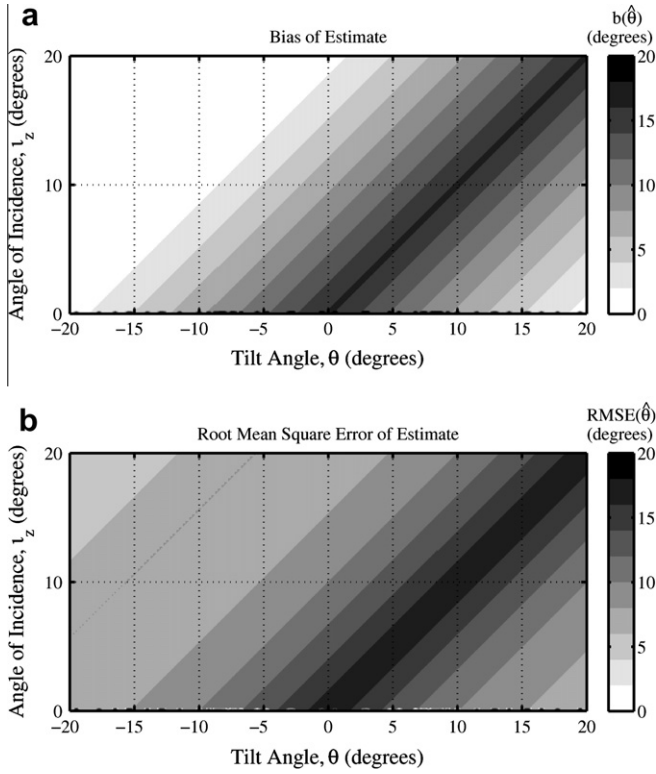 a
Bias of Estimate
b(θ̂)
(degrees)
20
10
0
Angle of Incidence, ι_z (degrees)
−20 −15 −10 −5 0 5 10 15 20
Tilt Angle, θ (degrees)
20
15
10
5
0
b
Root Mean Square Error of Estimate
RMSE(θ̂)
(degrees)
20
10
0
Angle of Incidence, ι_z (degrees)
−20 −15 −10 −5 0 5 10 15 20
Tilt Angle, θ (degrees)
20
15
10
5
0